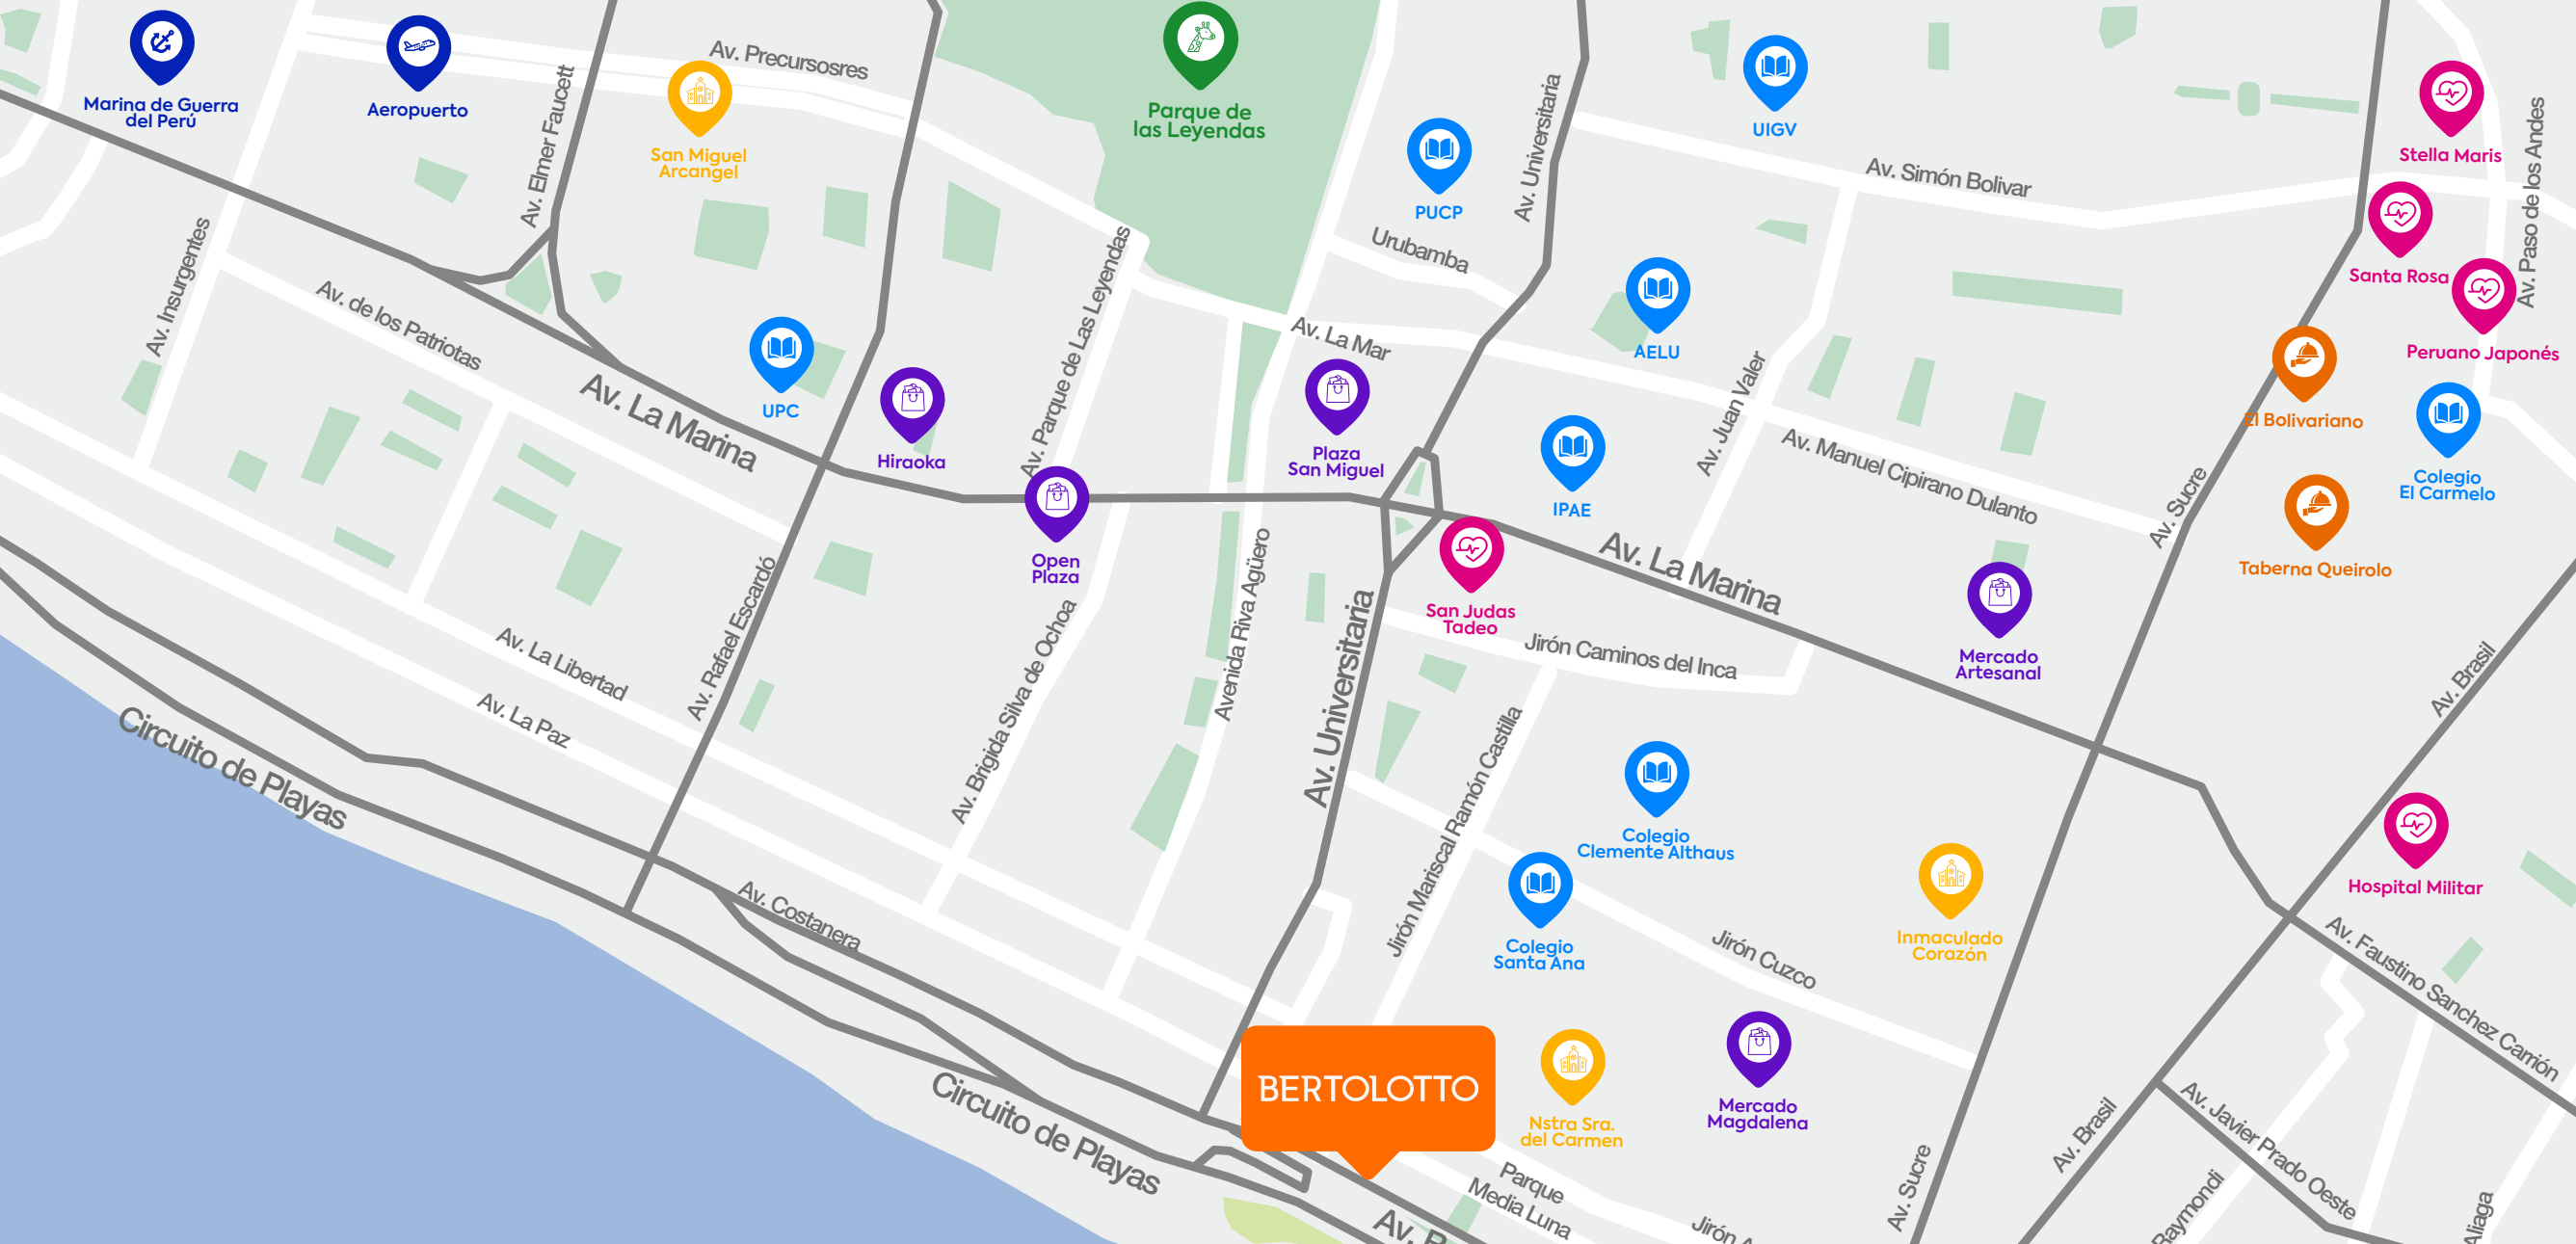 Av. Precursosres
Marina de Guerra
del Perú
Aeropuerto
Av. Elmer Faucett
San Miguel
Arcangel
Parque de
las Leyendas
PUCP
Av. Universitaria
UIGV
Av. Simón Bolivar
Stella Maris
Av. Paso de los Andes
Santa Rosa
Peruano Japonés
Urubamba
Av. Insurgentes
Av. de los Patriotas
Av. La Marina
UPC
Hiraoka
Av. Parque de Las Leyendas
Av. La Mar
Plaza
San Miguel
AELU
IPAE
Av. Juan Valer
Av. Manuel Cipirano Dulanto
El Bolivariano
Colegio
El Carmelo
Av. Sucre
Taberna Queirolo
Open
Plaza
San Judas
Tadeo
Av. La Marina
Mercado
Artesanal
Av. Rafael Escardó
Av. Brigida Silva de Ochoa
Avenida Riva Agüero
Av. Universitaria
Jirón Caminos del Inca
Av. Brasil
Av. La Libertad
Av. La Paz
Circuito de Playas
Jirón Mariscal Ramón Castilla
Colegio
Clemente Althaus
Colegio
Santa Ana
Inmaculado
Corazón
Hospital Militar
Av. Costanera
Jirón Cuzco
Av. Faustino Sanchez Carrión
BERTOLOTTO
Nstra Sra.
del Carmen
Mercado
Magdalena
Circuito de Playas
Av. Brasil
Av. Javier Prado Oeste
Parque
Media Luna
Av. Sucre
Raymondi
Aliaga
Av.
Jirón